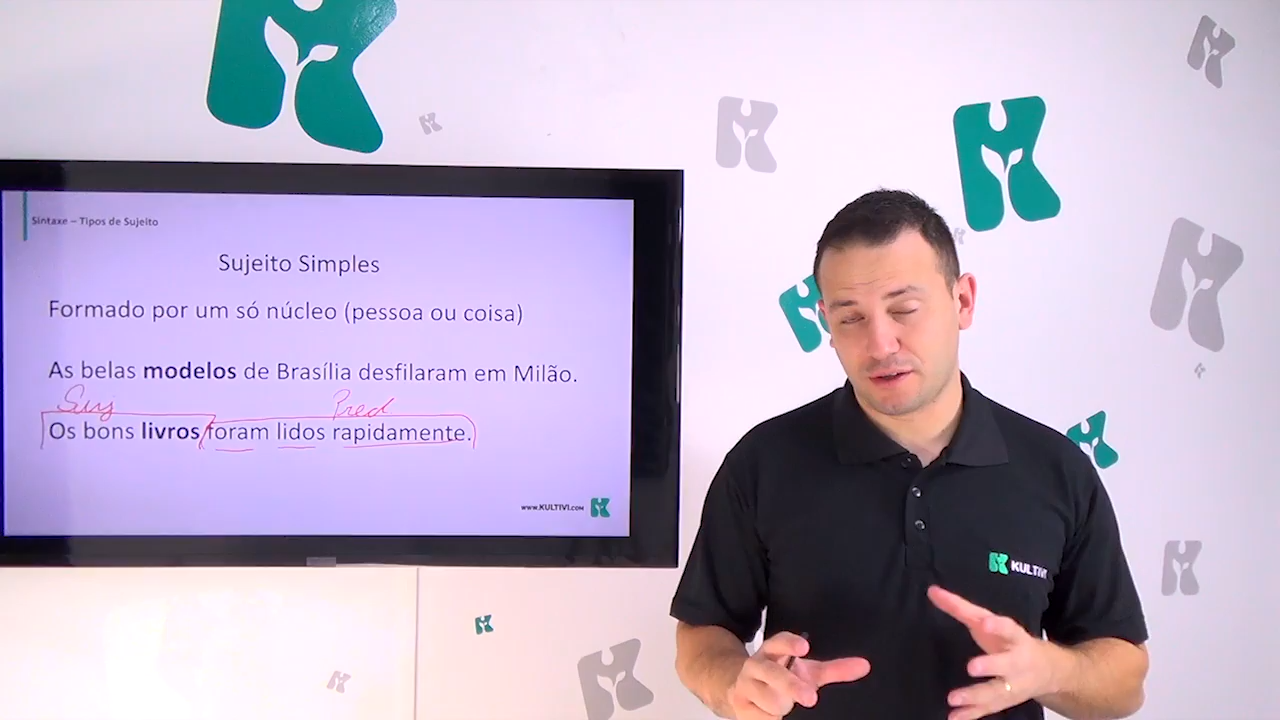 Sintaxe – Tipos de Sujeito
Sujeito Simples
Formado por um só núcleo (pessoa ou coisa)
As belas modelos de Brasília desfilaram em Milão.
Suj Pred
Os bons livros foram lidos rapidamente.
www.KULTIVI.com
KULTIVI